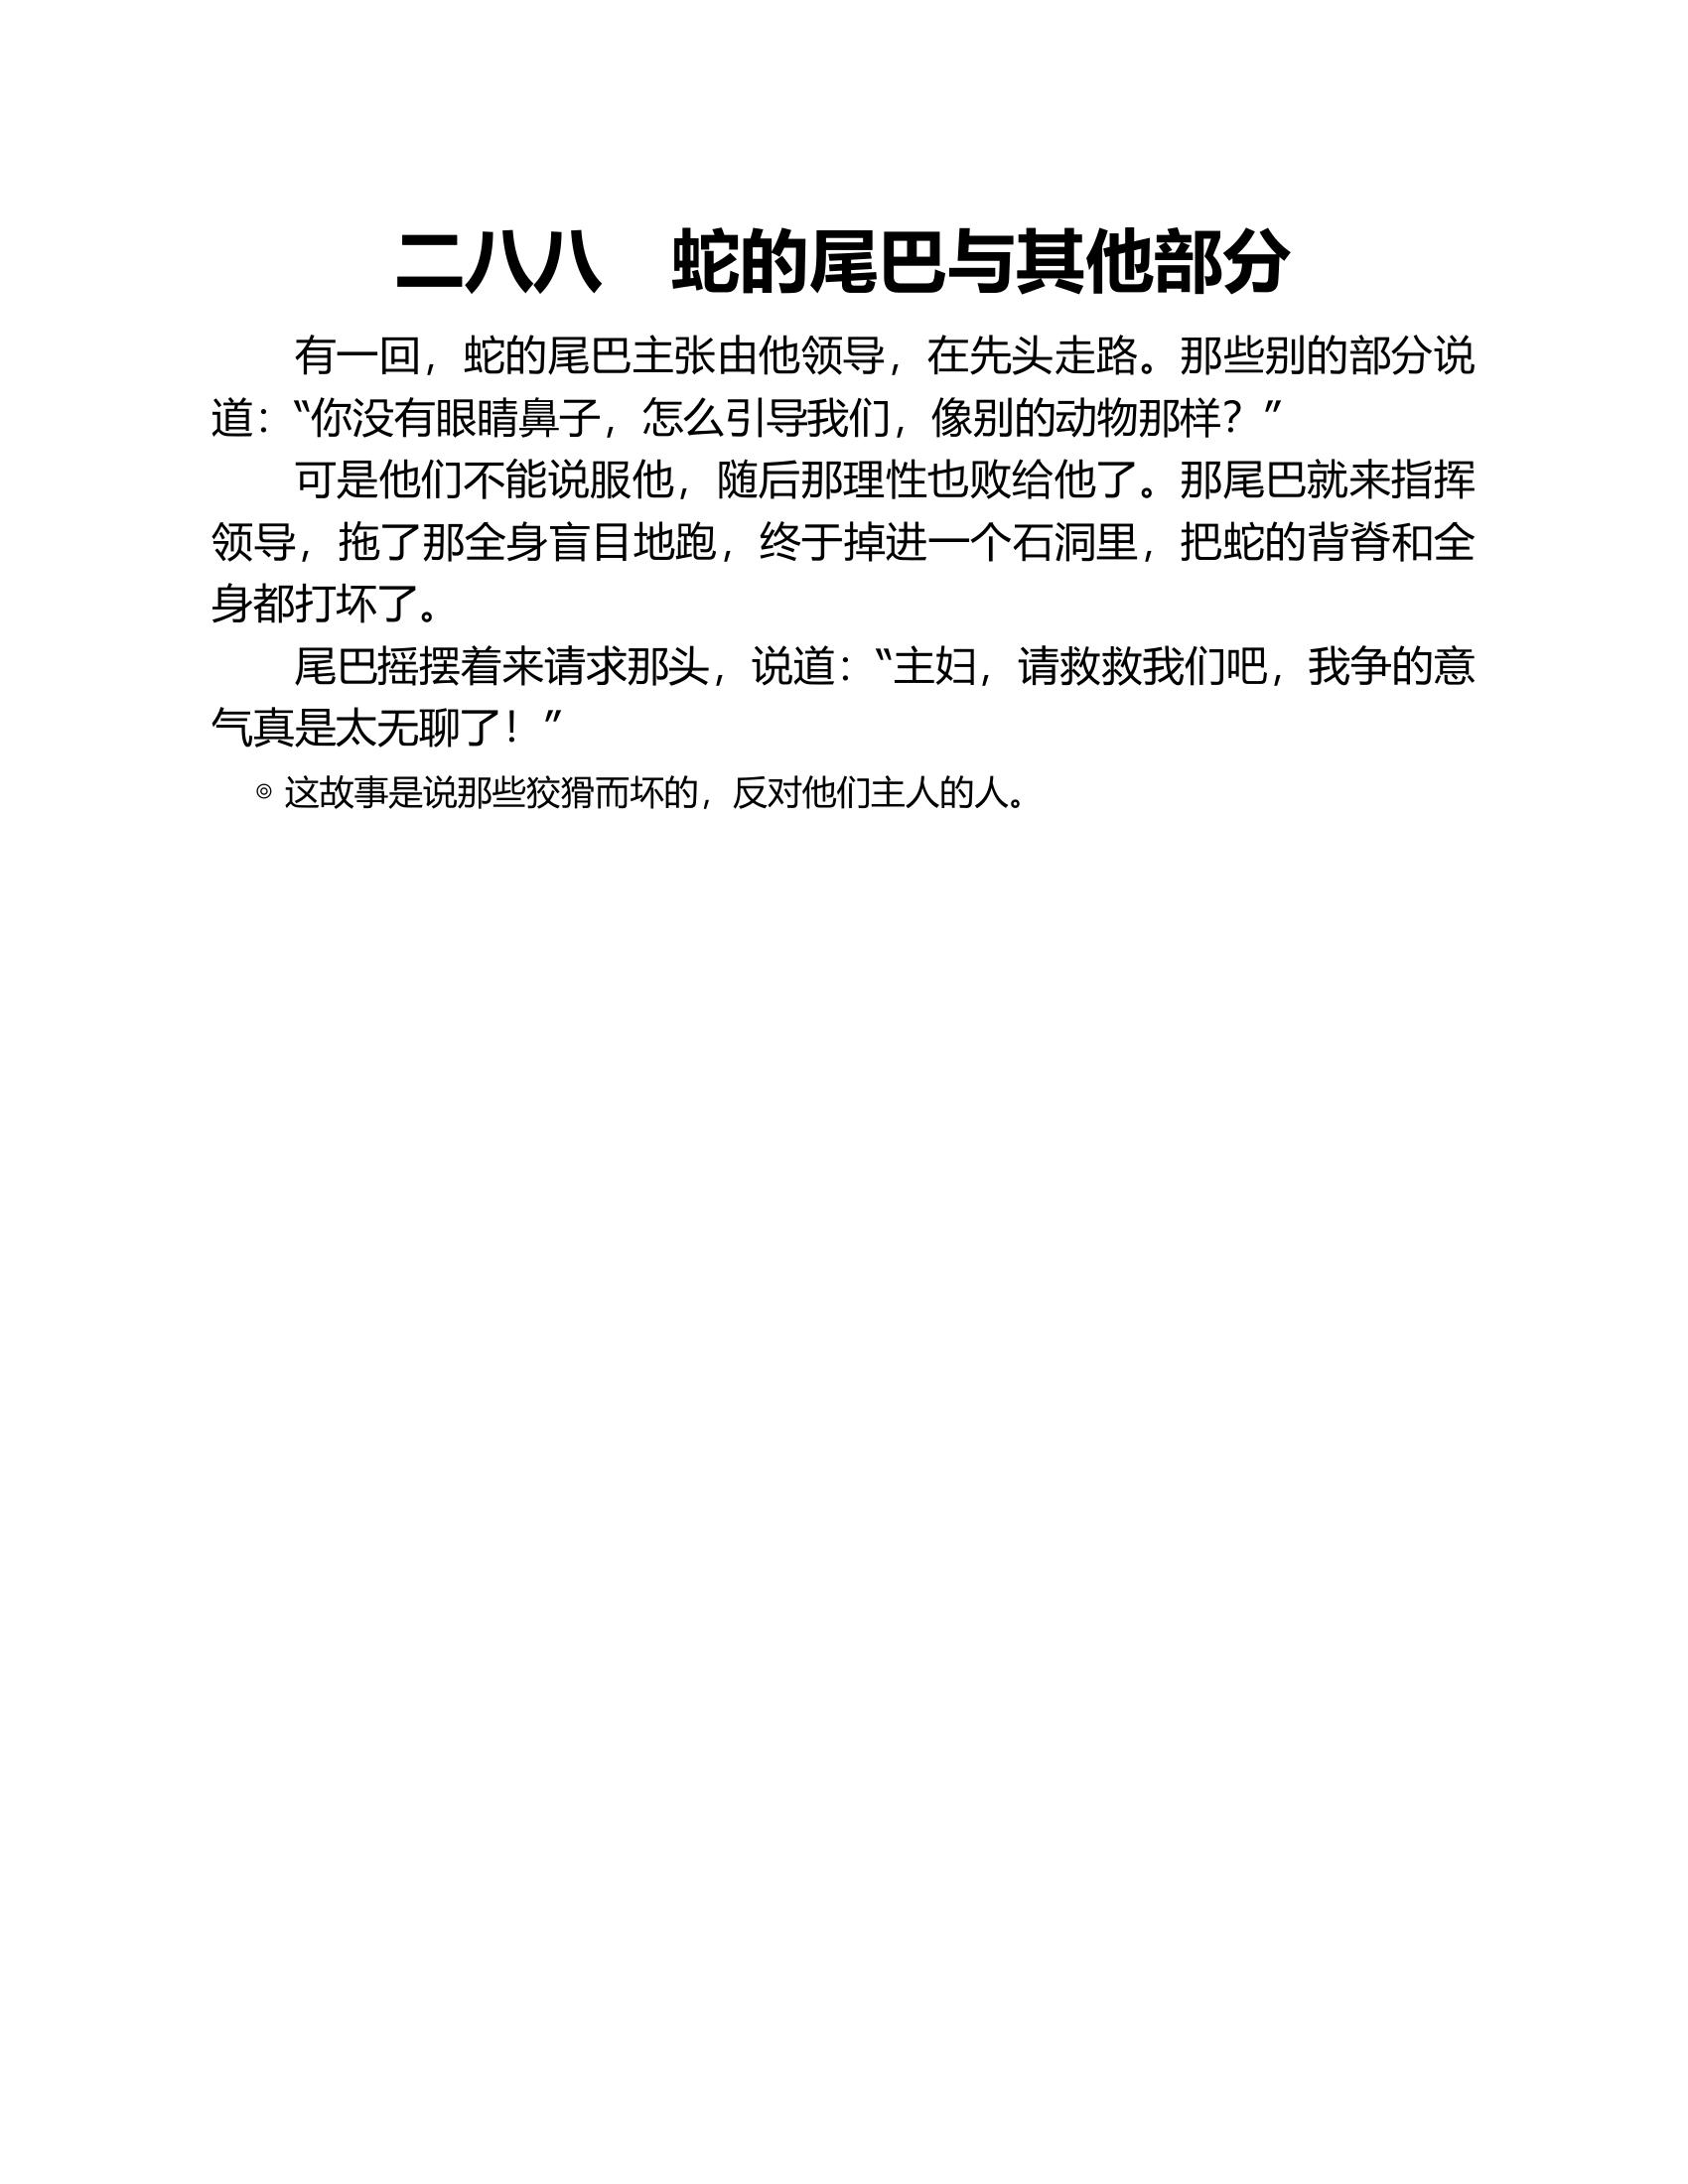 二八八　蛇的尾巴与其他部分
有一回，蛇的尾巴主张由他领导，在先头走路。那些别的部分说
道：“你没有眼睛鼻子，怎么引导我们，像别的动物那样？”
可是他们不能说服他，随后那理性也败给他了。那尾巴就来指挥
领导，拖了那全身盲目地跑，终于掉进一个石洞里，把蛇的背脊和全
身都打坏了。
尾巴摇摆着来请求那头，说道：“主妇，请救救我们吧，我争的意
气真是太无聊了！”
◎ 这故事是说那些狡猾而坏的，反对他们主人的人。